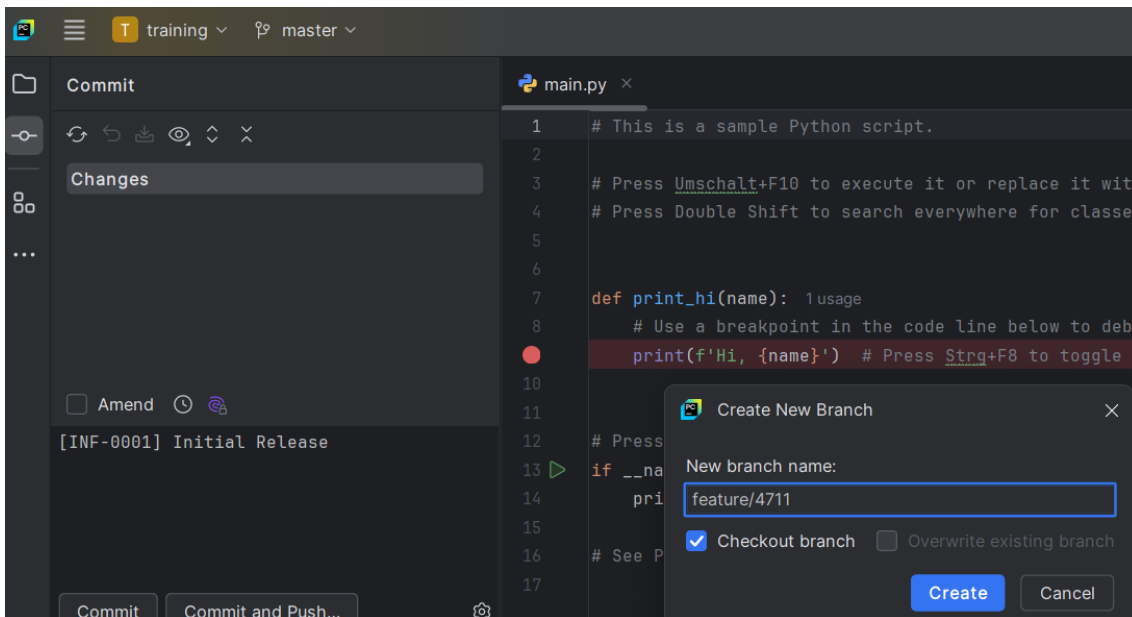 PC
T training
master
Commit
Changes
Amend
[INF-0001] Initial Release
Commit
Commit and Push...
main.py
1 # This is a sample Python script.
2
3 # Press Umschalt+F10 to execute it or replace it wit
4 # Press Double Shift to search everywhere for classe
5
6
7 def print_hi(name): 1 usage
8 # Use a breakpoint in the code line below to deb
print(f'Hi, {name}') # Press Strg+F8 to toggle
10
11
12 # Press
13 if __na
14 pri
15
16 # See P
17
PC Create New Branch
New branch name:
feature/4711
Checkout branch
Overwrite existing branch
Create
Cancel